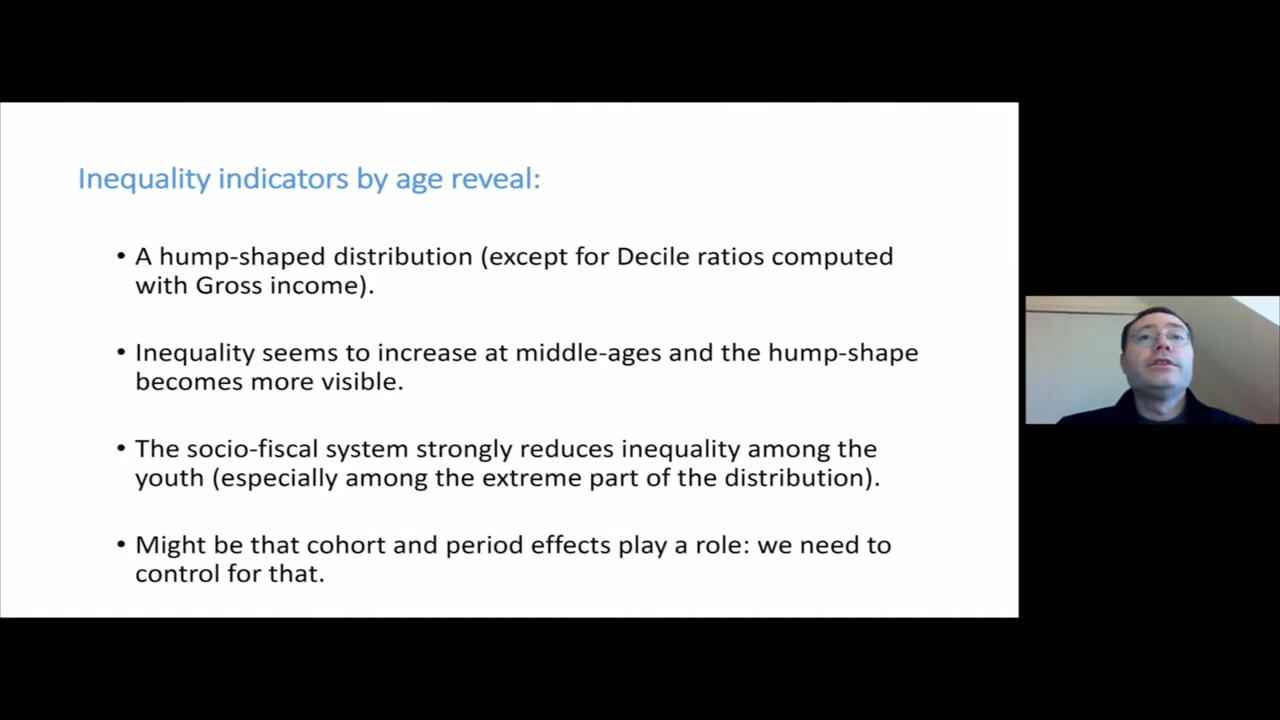 Inequality indicators by age reveal:
• A hump-shaped distribution (except for Decile ratios computed
with Gross income).
• Inequality seems to increase at middle-ages and the hump-shape
becomes more visible.
• The socio-fiscal system strongly reduces inequality among the
youth (especially among the extreme part of the distribution).
• Might be that cohort and period effects play a role: we need to
control for that.